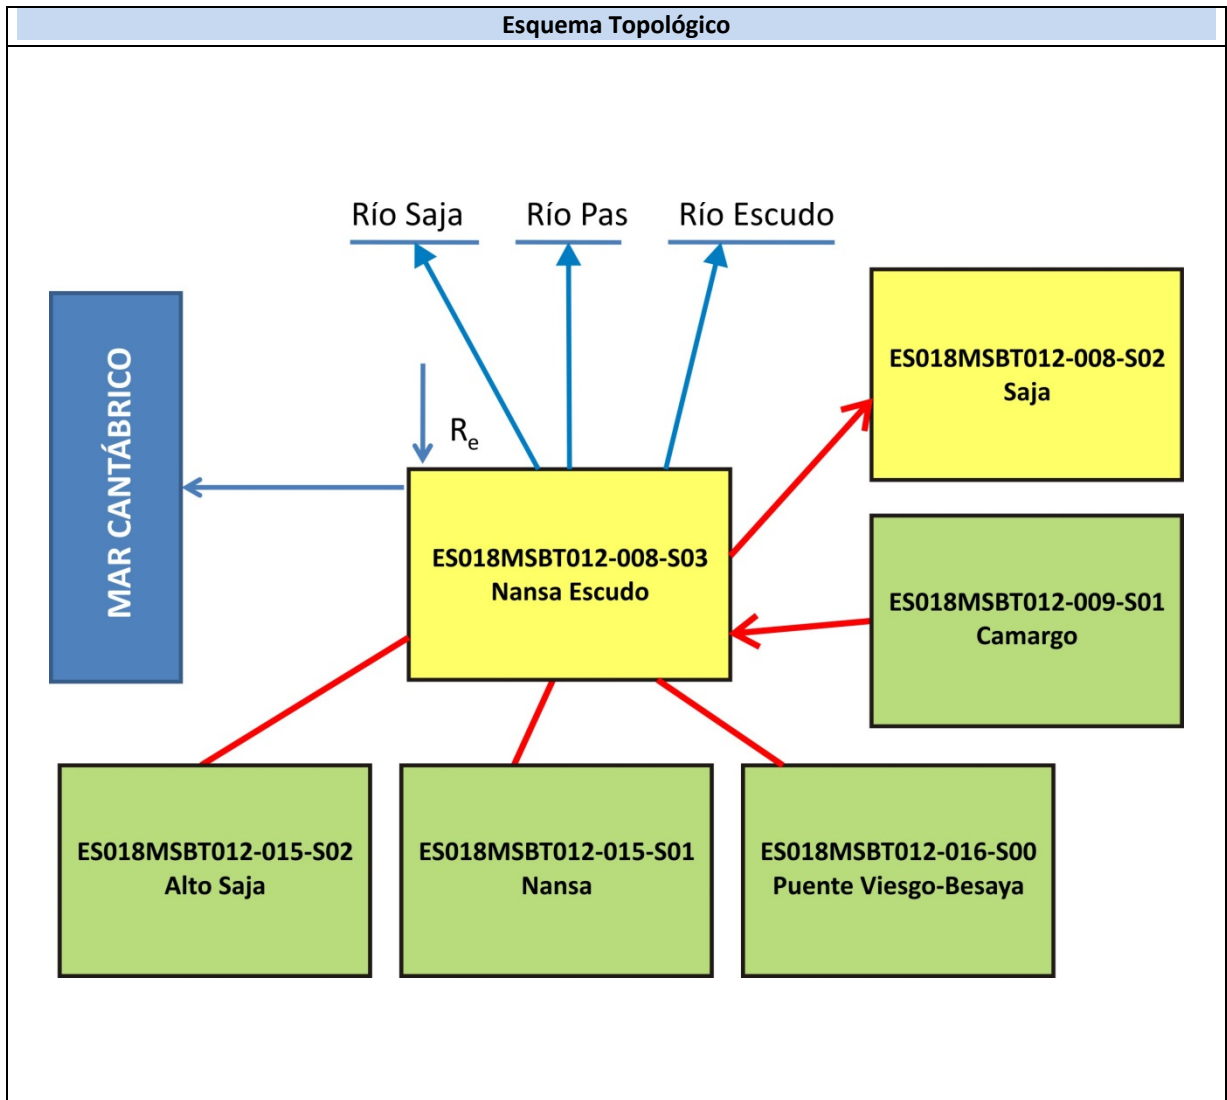 Esquema Topológico
Río Saja
Río Pas
Río Escudo
MAR CANTÁBRICO
Re
ES018MSBT012-008-S02
Saja
ES018MSBT012-008-S03
Nansa Escudo
ES018MSBT012-009-S01
Camargo
ES018MSBT012-015-S02
Alto Saja
ES018MSBT012-015-S01
Nansa
ES018MSBT012-016-S00
Puente Viesgo-Besaya